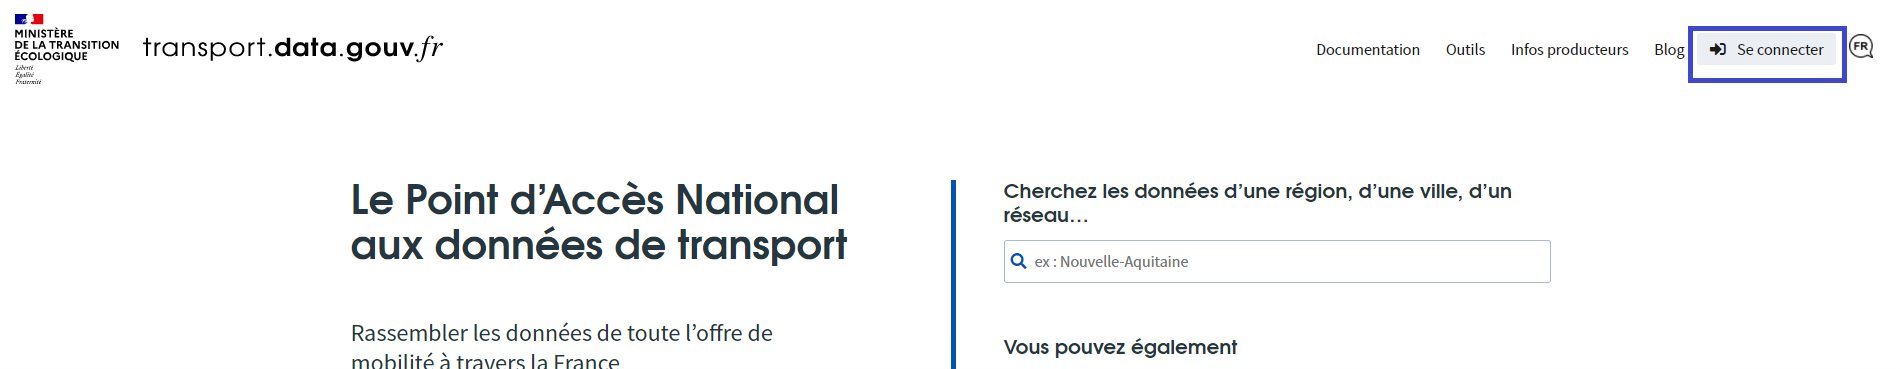 MINISTÈRE
DE LA TRANSITION
ÉCOLOGIQUE
Liberté
Égalité
Fraternité
transport.data.gouv.fr
Documentation
Outils
Infos producteurs
Blog
Se connecter
FR
Le Point d’Accès National
aux données de transport
Rassembler les données de toute l’offre de
mobilité à travers la France
Cherchez les données d’une région, d’une ville, d’un
réseau…
ex : Nouvelle-Aquitaine
Vous pouvez également